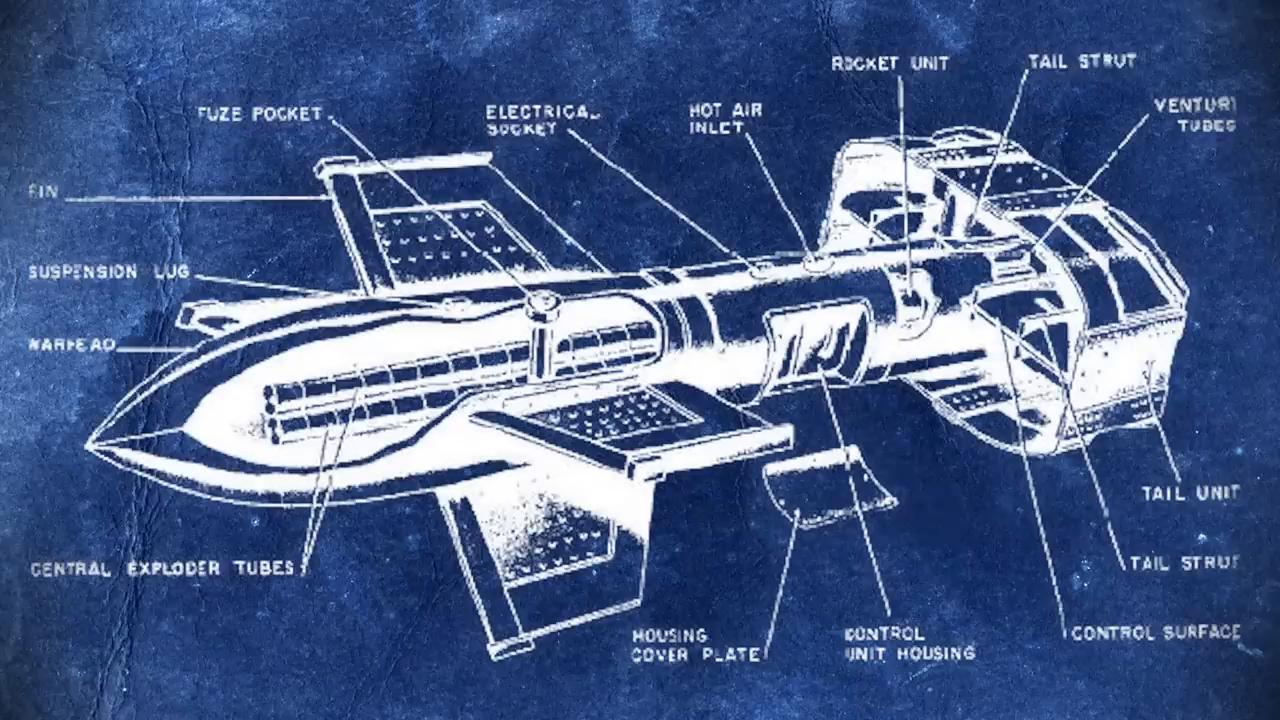 ROCKET UNIT
TAIL STRUT
VENTURI
TUBES
FUZE POCKET
ELECTRICAL
SOCKET
HOT AIR
INLET
FIN
SUSPENSION LUG
WARHEAD
TAIL UNIT
CENTRAL EXPLODER TUBES
TAIL STRUT
HOUSING
COVER PLATE
CONTROL
UNIT HOUSING
CONTROL SURFACE